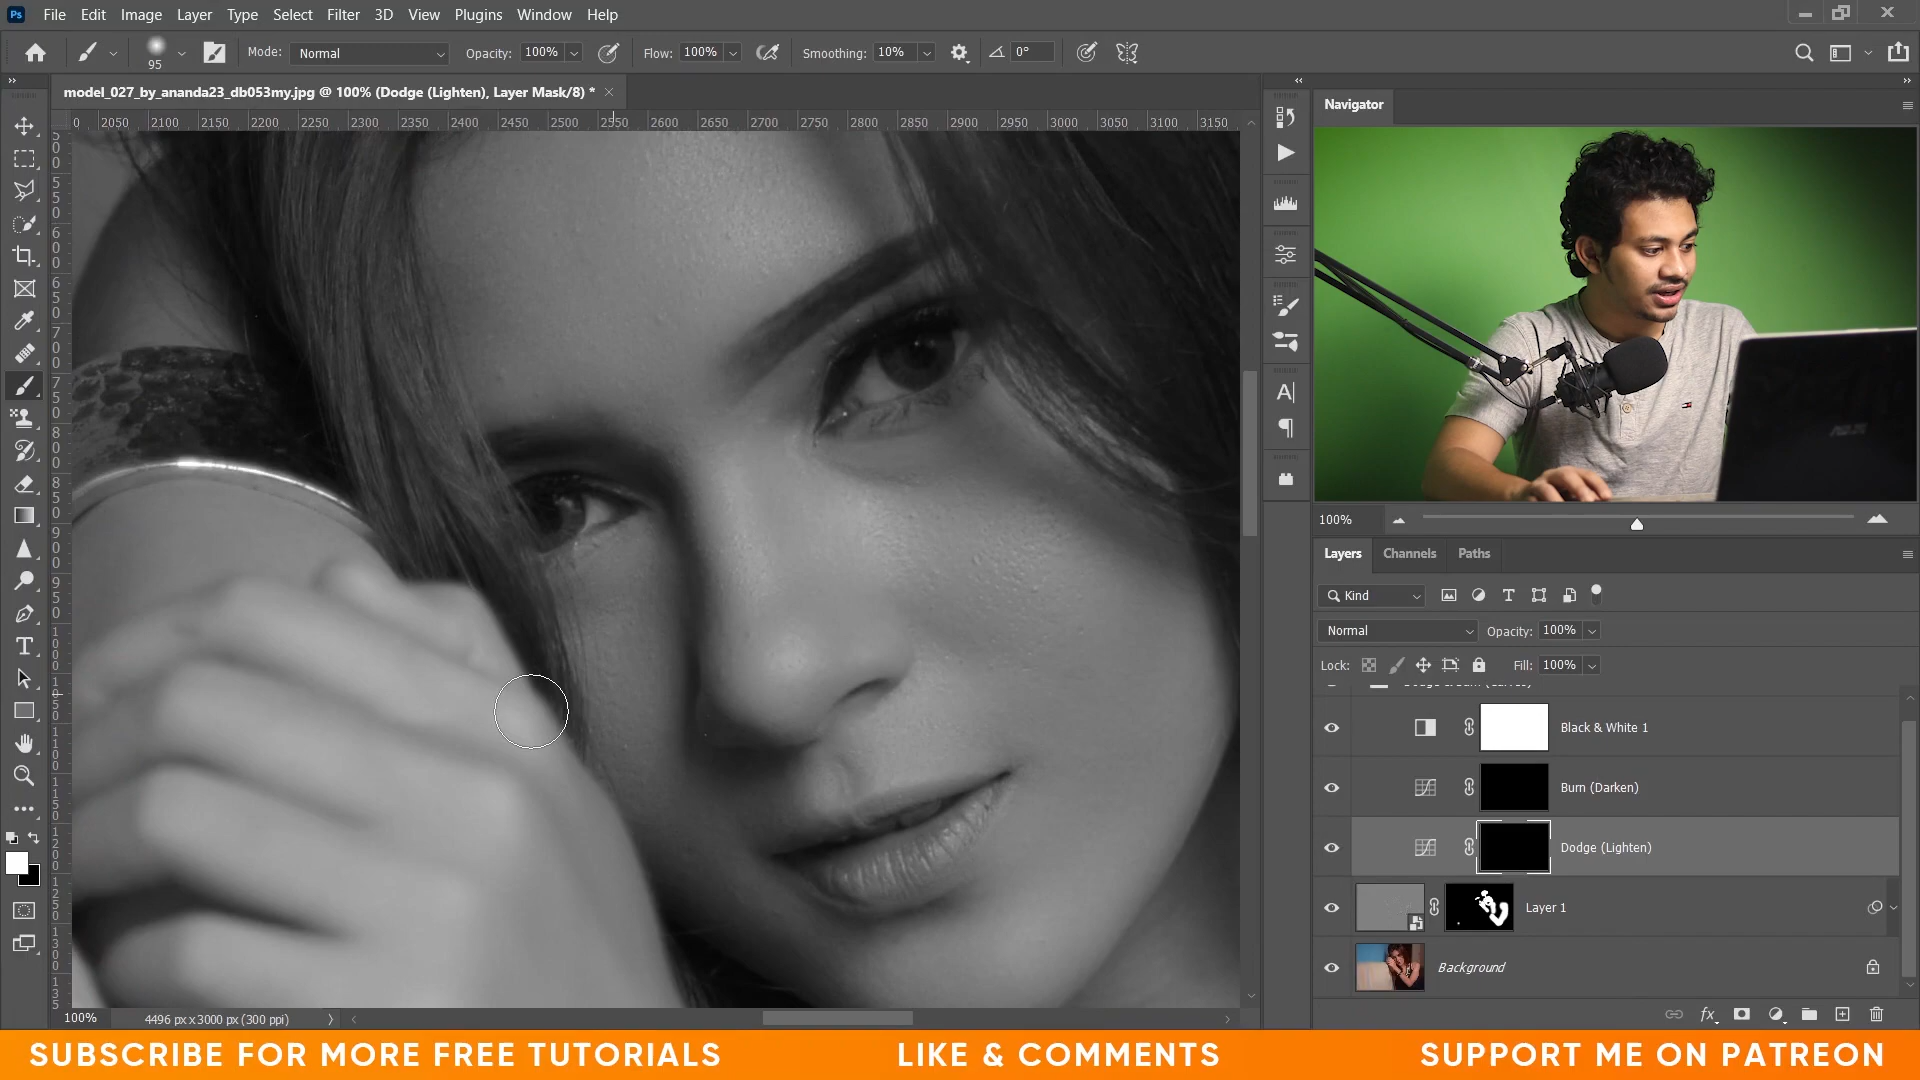 Ps File Edit Image Layer Type Select Filter 3D View Plugins Window Help
95 Mode: Normal Opacity: 100% Flow: 100% Smoothing: 10% 0°
model_027_by_ananda23_db053my.jpg @ 100% (Dodge (Lighten), Layer Mask/8) *
0 2050 2100 2150 2200 2250 2300 2350 2400 2450 2500 2550 2600 2650 2700 2750 2800 2850 2900 2950 3000 3050 3100 3150
Navigator
100%
Layers Channels Paths
Kind
Normal Opacity: 100%
Lock: Fill: 100%
Black & White 1
Burn (Darken)
Dodge (Lighten)
Layer 1
Background
100% 4496 px x 3000 px (300 ppi)
SUBSCRIBE FOR MORE FREE TUTORIALS LIKE & COMMENTS SUPPORT ME ON PATREON